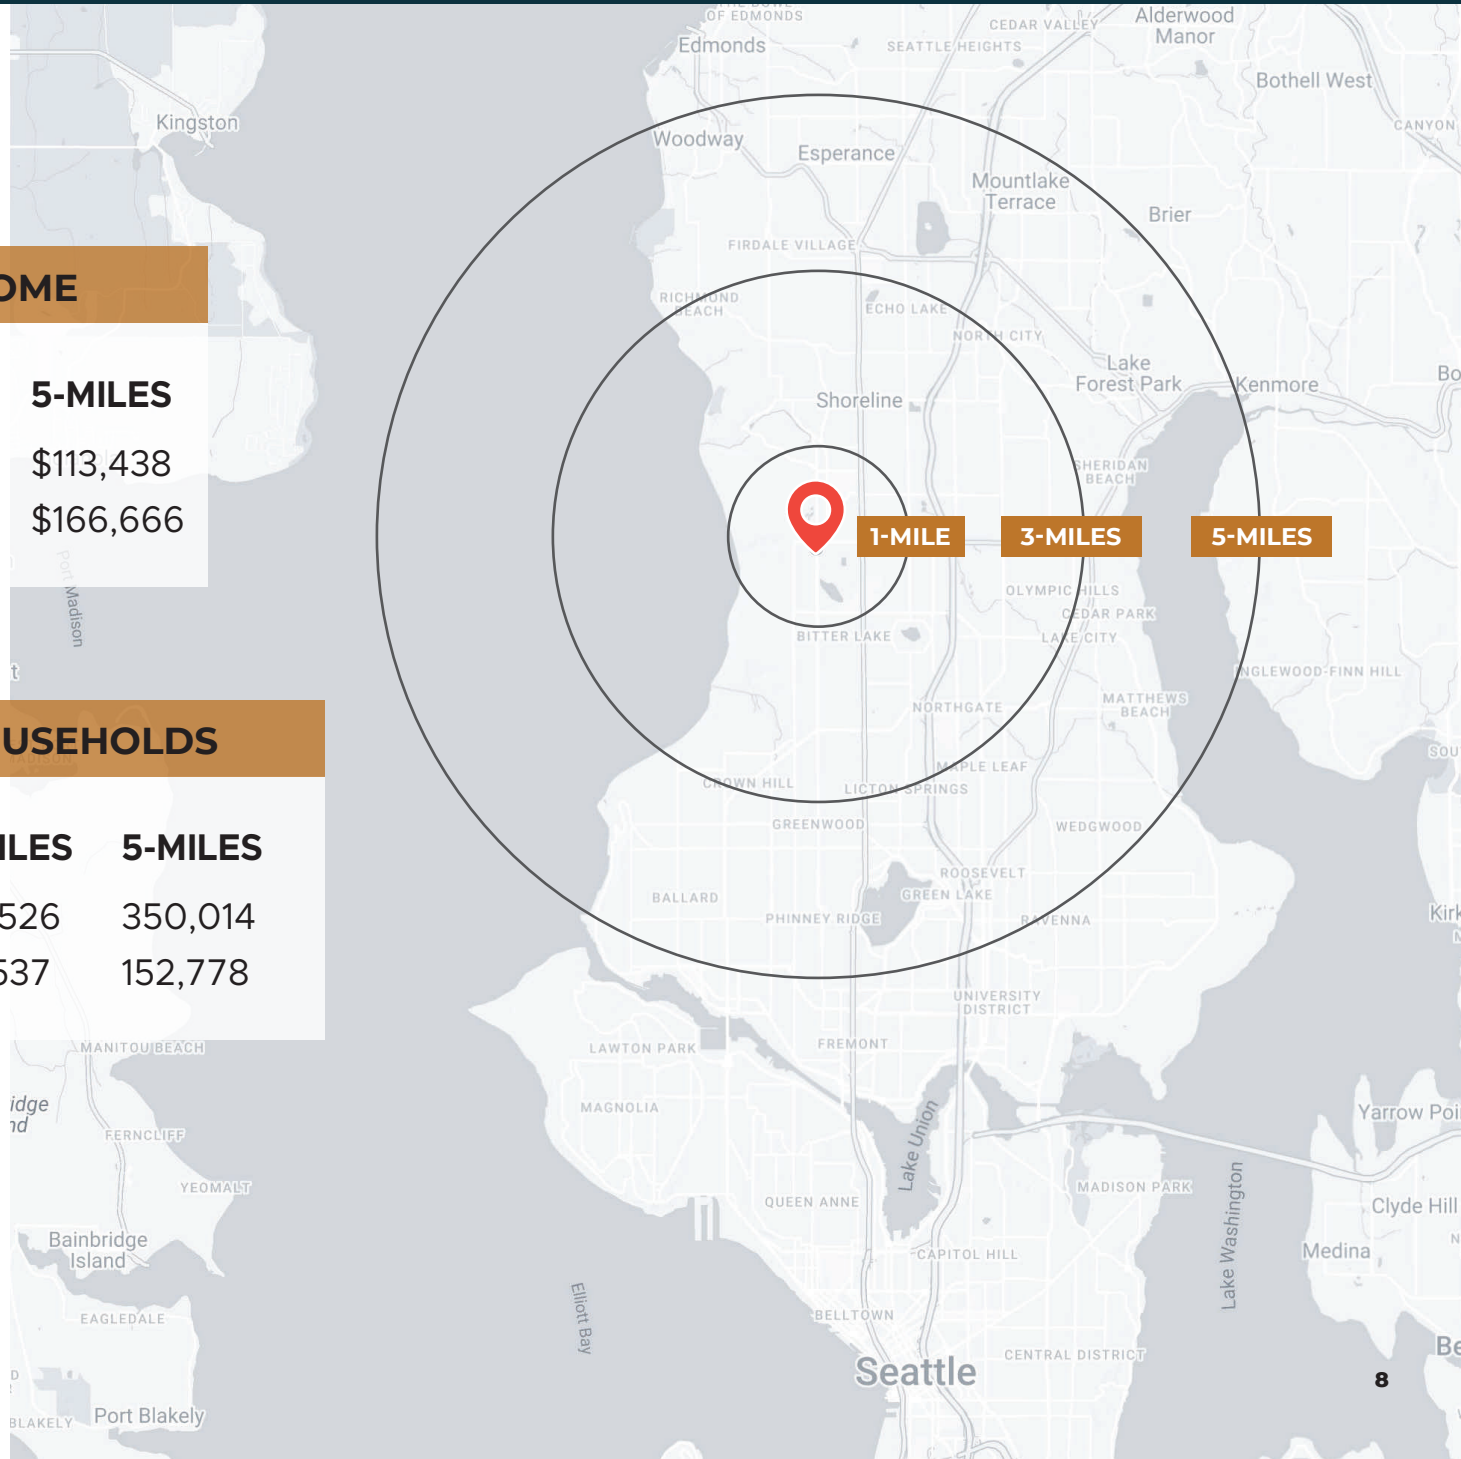 OF EDMONDS
Edmonds
CEDAR VALLEY
SEATTLE HEIGHTS
Alderwood
Manor
Bothell West
CANYON
Kingston
Woodway
Esperance
Mountlake
Terrace
Brier
FIRDALE VILLAGE
RICHMOND
BEACH
ECHO LAKE
NORTH CITY
Lake
Forest Park
Kenmore
Bo
Shoreline
OME
5-MILES
$113,438
$166,666
SHERIDAN
BEACH
1-MILE
3-MILES
5-MILES
Port Madison
OLYMPIC HILLS
CEDAR PARK
BITTER LAKE
LAKE CITY
INGLEWOOD-FINN HILL
t
NORTHGATE
MATTHEWS
BEACH
USEHOLDS
ILES 5-MILES
526 350,014
537 152,778
MAPLE LEAF
CROWN HILL
LICTON SPRINGS
SOU
GREENWOOD
WEDGWOOD
ROOSEVELT
GREEN LAKE
BALLARD
PHINNEY RIDGE
RAVENNA
Kirk
UNIVERSITY
DISTRICT
MANITOU BEACH
LAWTON PARK
FREMONT
idge
nd
MAGNOLIA
Yarrow Poi
FERNCLIFF
Lake Union
YEOMALT
MADISON PARK
QUEEN ANNE
Clyde Hill
Lake Washington
Bainbridge
Island
CAPITOL HILL
Medina
Elliott Bay
EAGLEDALE
BELLTOWN
Seattle
CENTRAL DISTRICT
Be
8
BLAKELY
Port Blakely